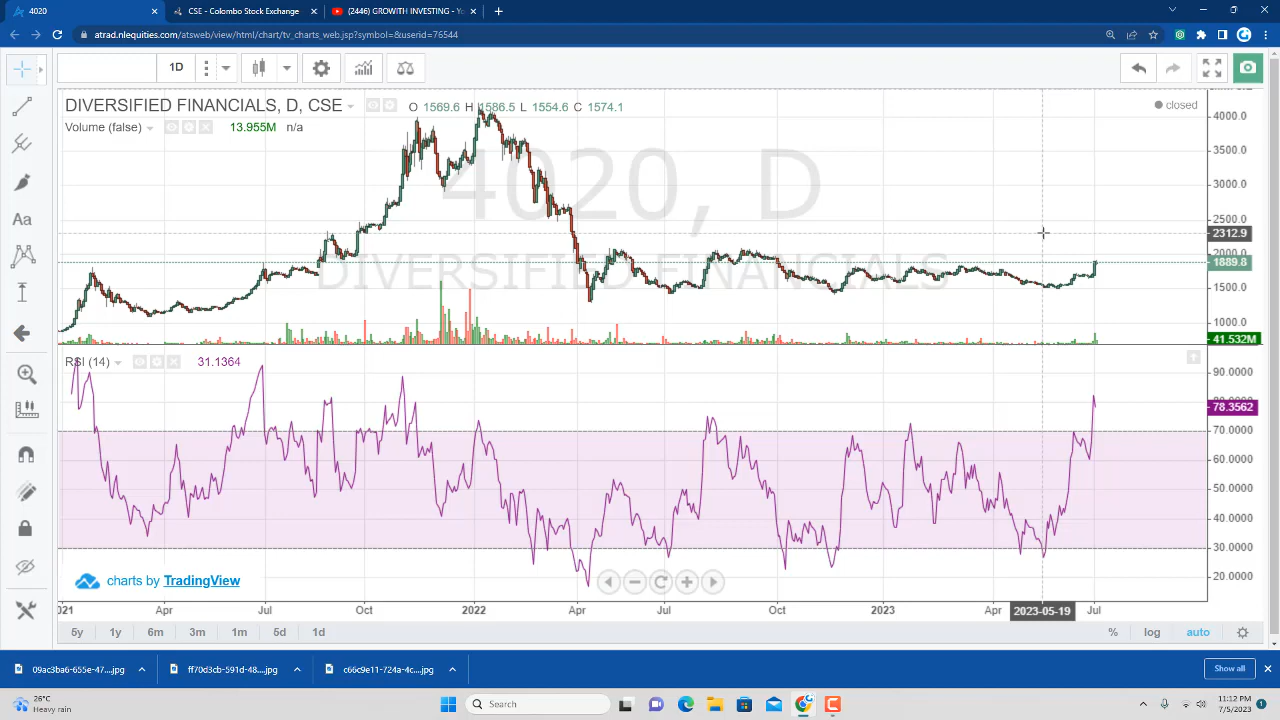 4020
CSE - Colombo Stock Exchange
(2446) GROWTH INVESTING - Yo
atrad.nlequities.com/atsweb/view/html/chart/tv_charts_web.jsp?symbol=&userid=76544
1D
DIVERSIFIED FINANCIALS, D, CSE
O 1569.6 H 1586.5 L 1554.6 C 1574.1
closed
Volume (false) 13.955M n/a
4020, D
DIVERSIFIED FINANCIALS
4000.0
3500.0
3000.0
2500.0
2312.9
2000.0
1889.8
1500.0
1000.0
41.532M
RSI (14) 31.1364
90.0000
80.0000
78.3562
70.0000
60.0000
50.0000
40.0000
30.0000
20.0000
Aa
charts by TradingView
2021 Apr Jul Oct 2022 Apr Jul Oct 2023 Apr 2023-05-19 Jul
5y 1y 6m 3m 1m 5d 1d % log auto
09ac3ba6-655e-47....jpg
ff70d3cb-591d-48....jpg
c66c9e11-724a-4c....jpg
Show all
26°C
Heavy rain
Search
11:12 PM
7/5/2023